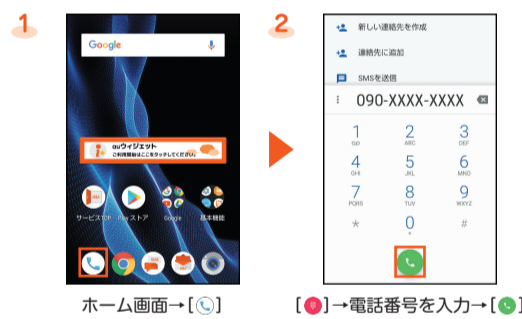 1
Google
auウィジェット
ご利用開始はここをタッチしてください。
サービスTOP Play ストア Google 基本機能
ホーム画面→[ ]
2
新しい連絡先を作成
連絡先に追加
SMSを送信
090-XXXX-XXXX
1 2 3
ABC DEF
4 5 6
GHI JKL MNO
7 8 9
PQRS TUV WXYZ
* 0 #
+
[ ]→電話番号を入力→[ ]